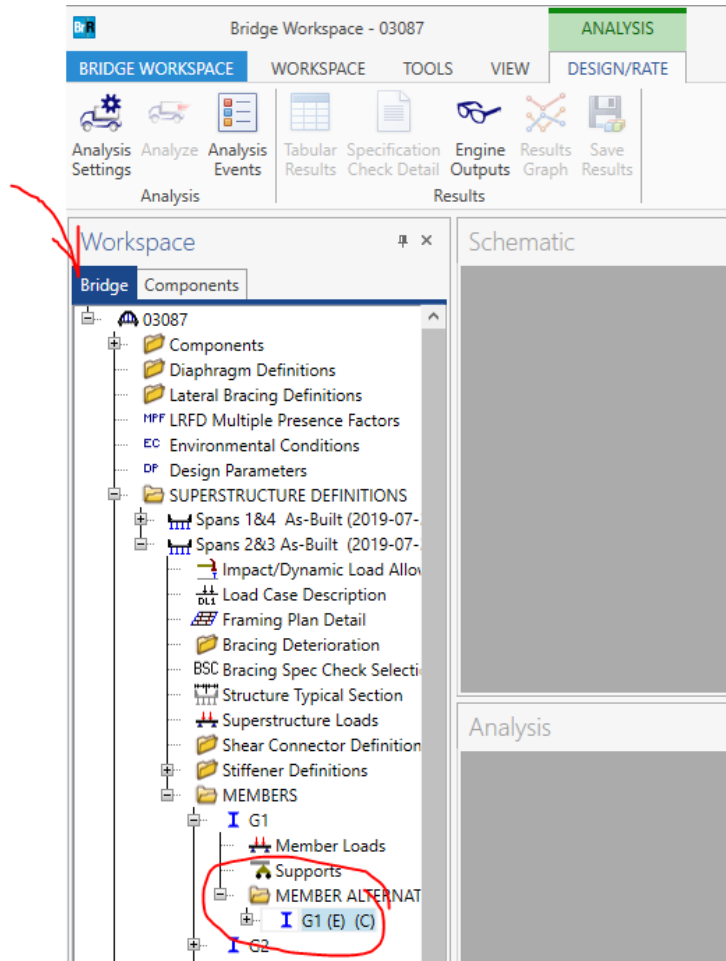 BrR Bridge Workspace - 03087 ANALYSIS
BRIDGE WORKSPACE WORKSPACE TOOLS VIEW DESIGN/RATE
Analysis Analyze Analysis Tabular Specification Engine Results Save
Settings Events Results Check Detail Outputs Graph Results
Analysis Results
Workspace Schematic
Bridge Components
03087
Components
Diaphragm Definitions
Lateral Bracing Definitions
MPF LRFD Multiple Presence Factors
EC Environmental Conditions
DP Design Parameters
SUPERSTRUCTURE DEFINITIONS
Spans 1&4 As-Built (2019-07-
Spans 2&3 As-Built (2019-07-
Impact/Dynamic Load Allow
DL1 Load Case Description
Framing Plan Detail
Bracing Deterioration
BSC Bracing Spec Check Selecti
Structure Typical Section
Superstructure Loads
Analysis
Shear Connector Definition
Stiffener Definitions
MEMBERS
G1
Member Loads
Supports
MEMBER ALTERNAT
G1 (E) (C)
G2